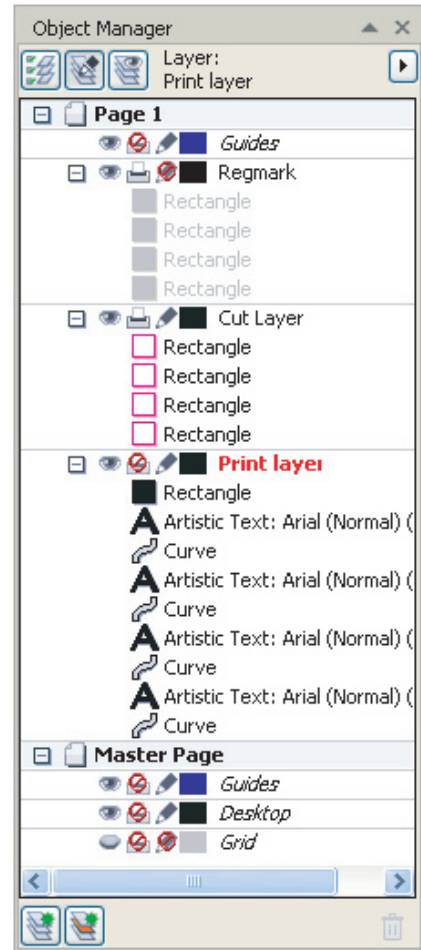 Object Manager
Layer:
Print layer
Page 1
Guides
Regmark
Rectangle
Rectangle
Rectangle
Rectangle
Cut Layer
Rectangle
Rectangle
Rectangle
Rectangle
Print layer
Rectangle
Artistic Text: Arial (Normal) (
Curve
Artistic Text: Arial (Normal) (
Curve
Artistic Text: Arial (Normal) (
Curve
Artistic Text: Arial (Normal) (
Curve
Master Page
Guides
Desktop
Grid